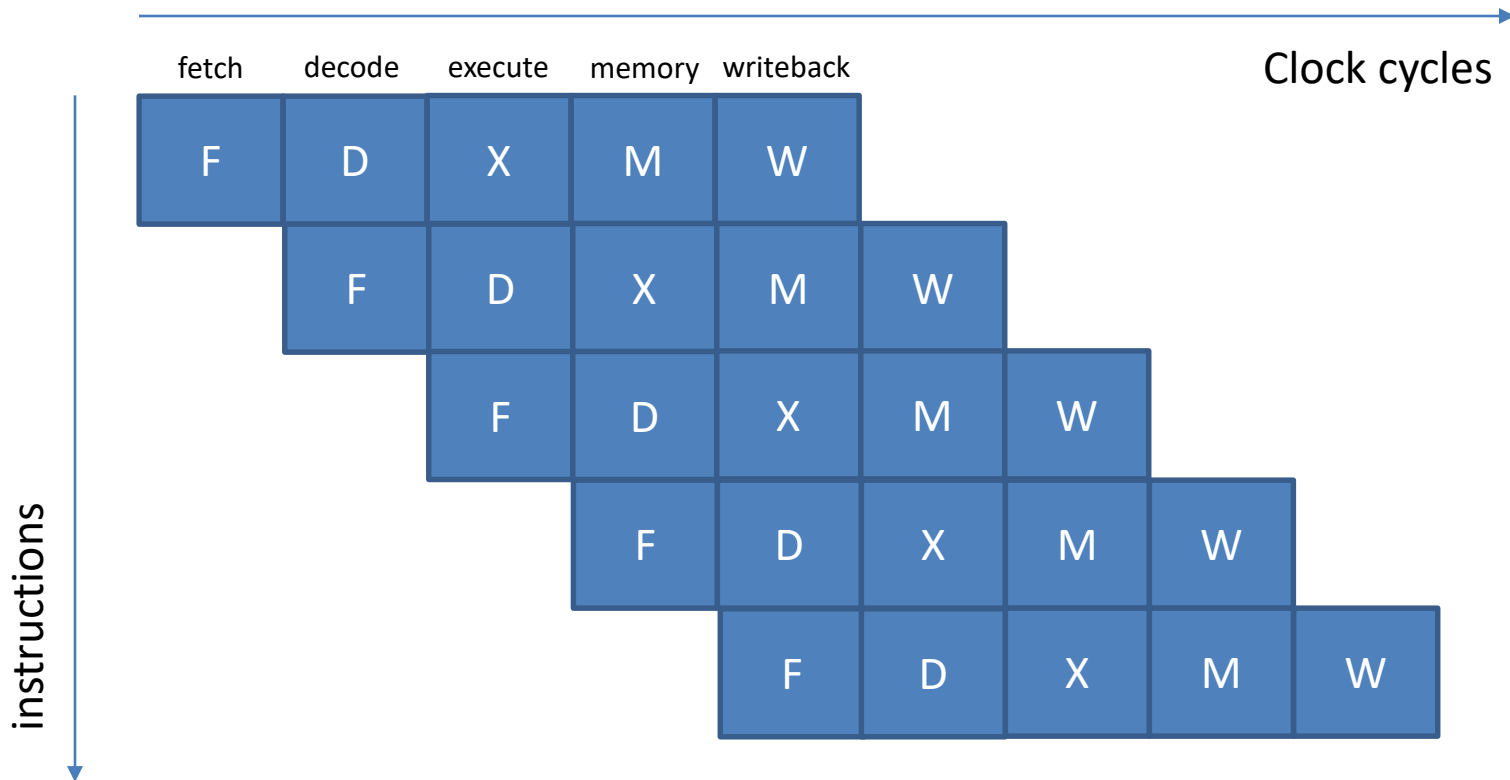 Clock cycles
fetch decode execute memory writeback
F D X M W
F D X M W
F D X M W
F D X M W
F D X M W
instructions